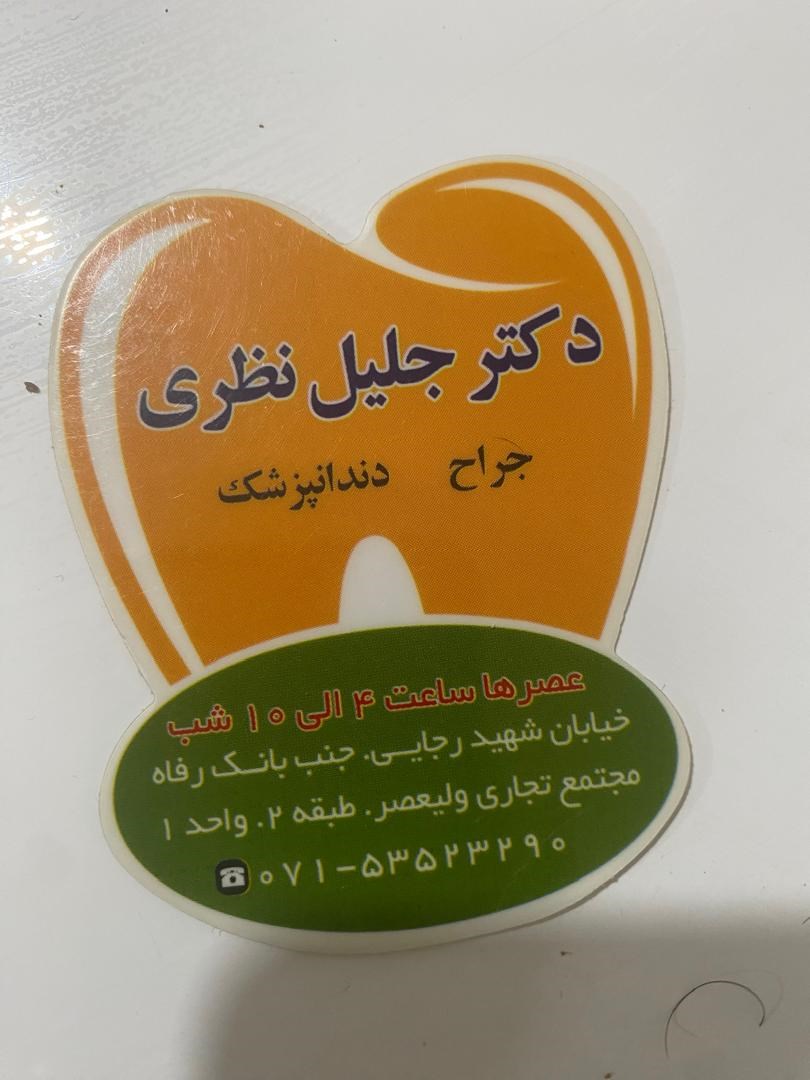 دکتر جلیل نظری
جراح دندانپزشک
عصرها ساعت ۴ الی ۱۰ شب
خیابان شهید رجایی. جنب بانک رفاه
مجتمع تجاری ولیعصر. طبقه ۲. واحد ۱
۰۷۱-۵۳۵۲۳۲۹۰